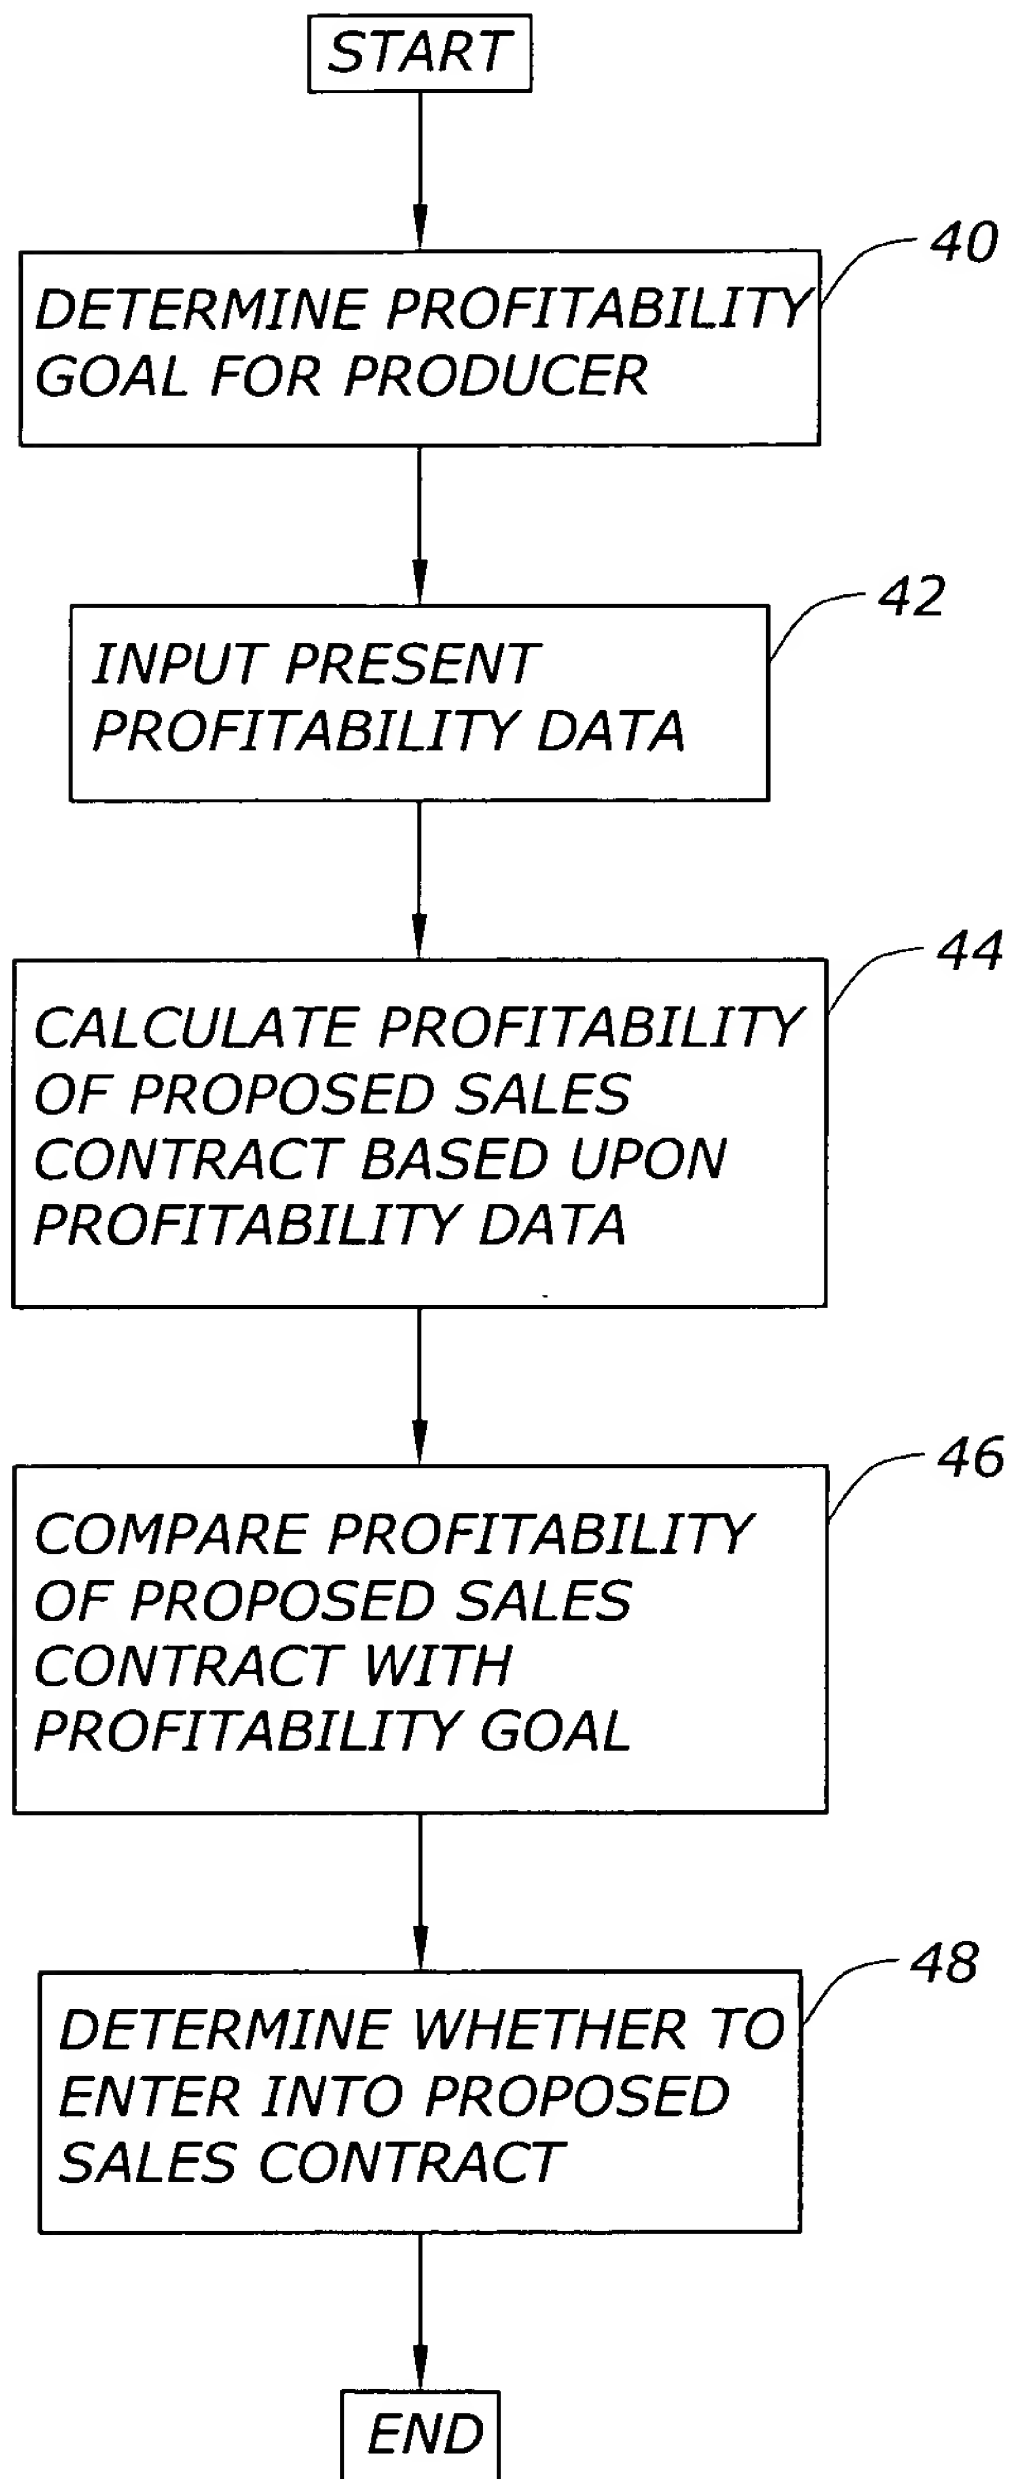 START
40
DETERMINE PROFITABILITY
GOAL FOR PRODUCER
42
INPUT PRESENT
PROFITABILITY DATA
44
CALCULATE PROFITABILITY
OF PROPOSED SALES
CONTRACT BASED UPON
PROFITABILITY DATA
46
COMPARE PROFITABILITY
OF PROPOSED SALES
CONTRACT WITH
PROFITABILITY GOAL
48
DETERMINE WHETHER TO
ENTER INTO PROPOSED
SALES CONTRACT
END